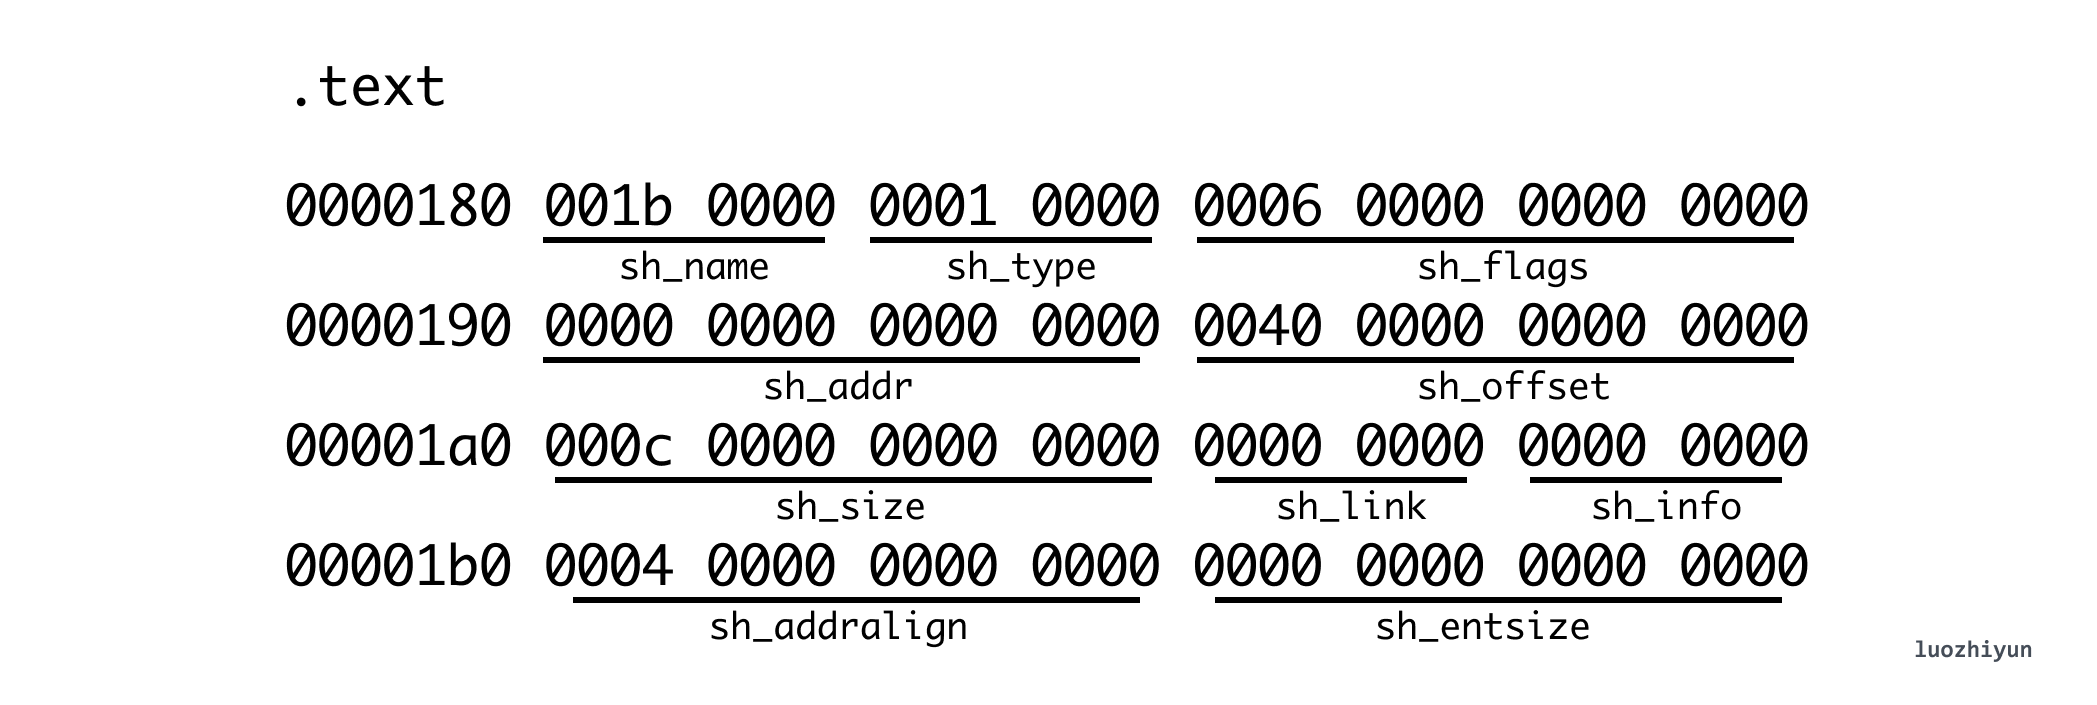 .text
0000180 001b 0000 0001 0000 0006 0000 0000 0000
sh_name sh_type sh_flags
0000190 0000 0000 0000 0000 0040 0000 0000 0000
sh_addr sh_offset
00001a0 000c 0000 0000 0000 0000 0000 0000 0000
sh_size sh_link sh_info
00001b0 0004 0000 0000 0000 0000 0000 0000 0000
sh_addralign sh_entsize
luozhiyun